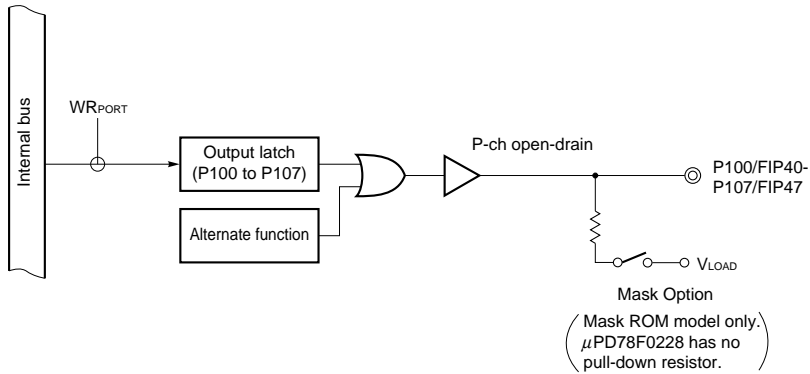 Internal bus
WRPORT
Output latch
(P100 to P107)
Alternate function
P-ch open-drain
P100/FIP40-
P107/FIP47
VLOAD
Mask Option
(Mask ROM model only.
μPD78F0228 has no
pull-down resistor.)